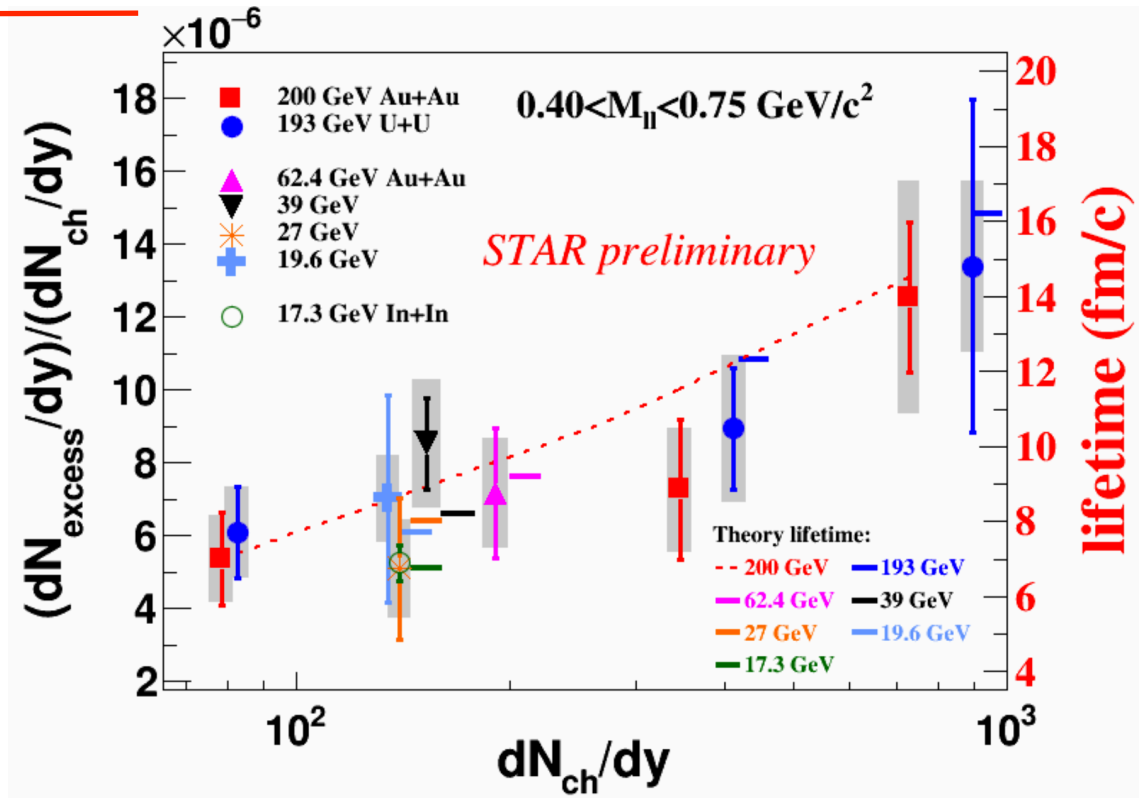 ×10⁻⁶
(dN_excess/dy)/(dN_ch/dy)
18
16
14
12
10
8
6
4
2
200 GeV Au+Au
193 GeV U+U
62.4 GeV Au+Au
39 GeV
27 GeV
19.6 GeV
17.3 GeV In+In
0.40<M_ll<0.75 GeV/c²
STAR preliminary
Theory lifetime:
200 GeV 193 GeV
62.4 GeV 39 GeV
27 GeV 19.6 GeV
17.3 GeV
20
18
16
14
12
10
8
6
4
lifetime (fm/c)
10² 10³
dN_ch/dy